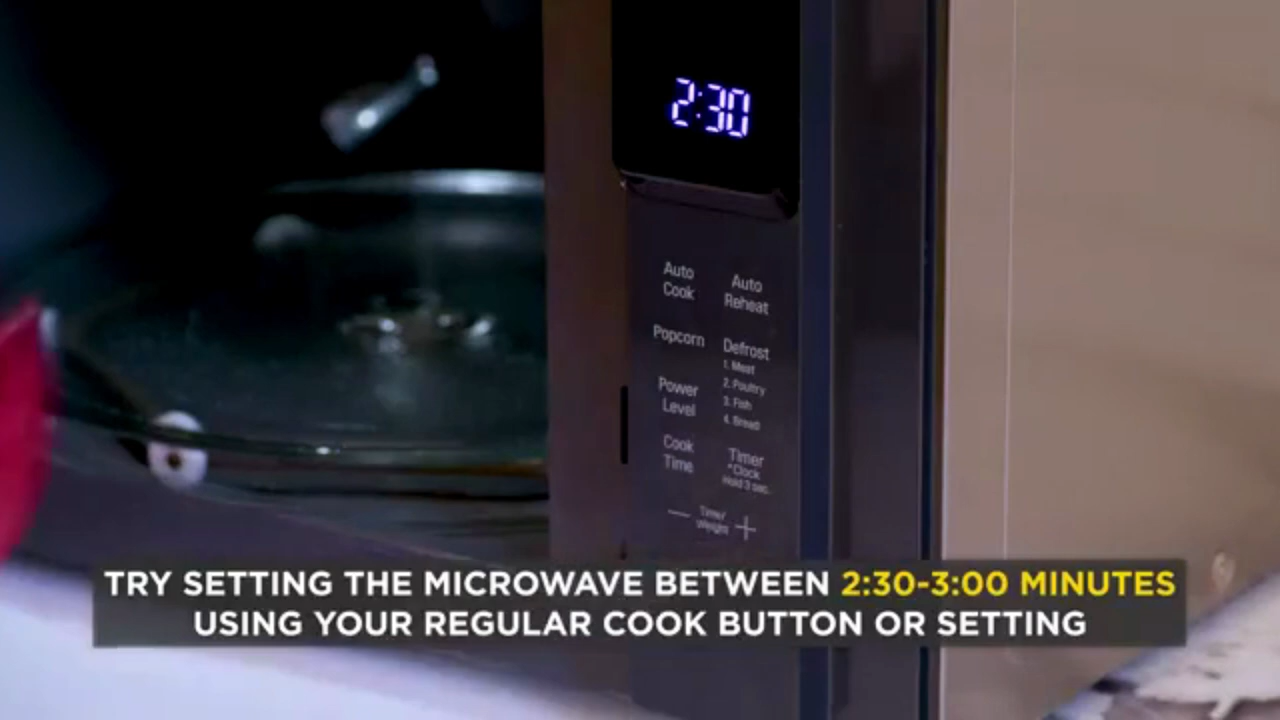 2:30
Auto
Cook
Auto
Reheat
Popcorn
Defrost
1. Meat
2. Poultry
3. Fish
4. Bread
Power
Level
Cook
Time
Timer
*Clock
Hold 3 sec.
— Time/
Weight +
TRY SETTING THE MICROWAVE BETWEEN 2:30-3:00 MINUTES
USING YOUR REGULAR COOK BUTTON OR SETTING